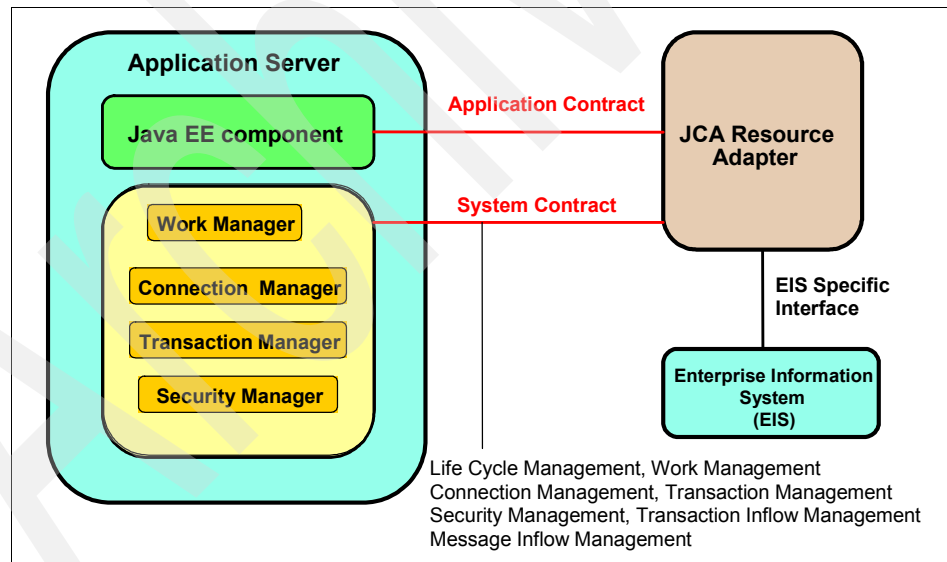 Application Server
Java EE component
Work Manager
Connection Manager
Transaction Manager
Security Manager
Application Contract
System Contract
JCA Resource
Adapter
EIS Specific
Interface
Enterprise Information
System
(EIS)
Life Cycle Management, Work Management
Connection Management, Transaction Management
Security Management, Transaction Inflow Management
Message Inflow Management